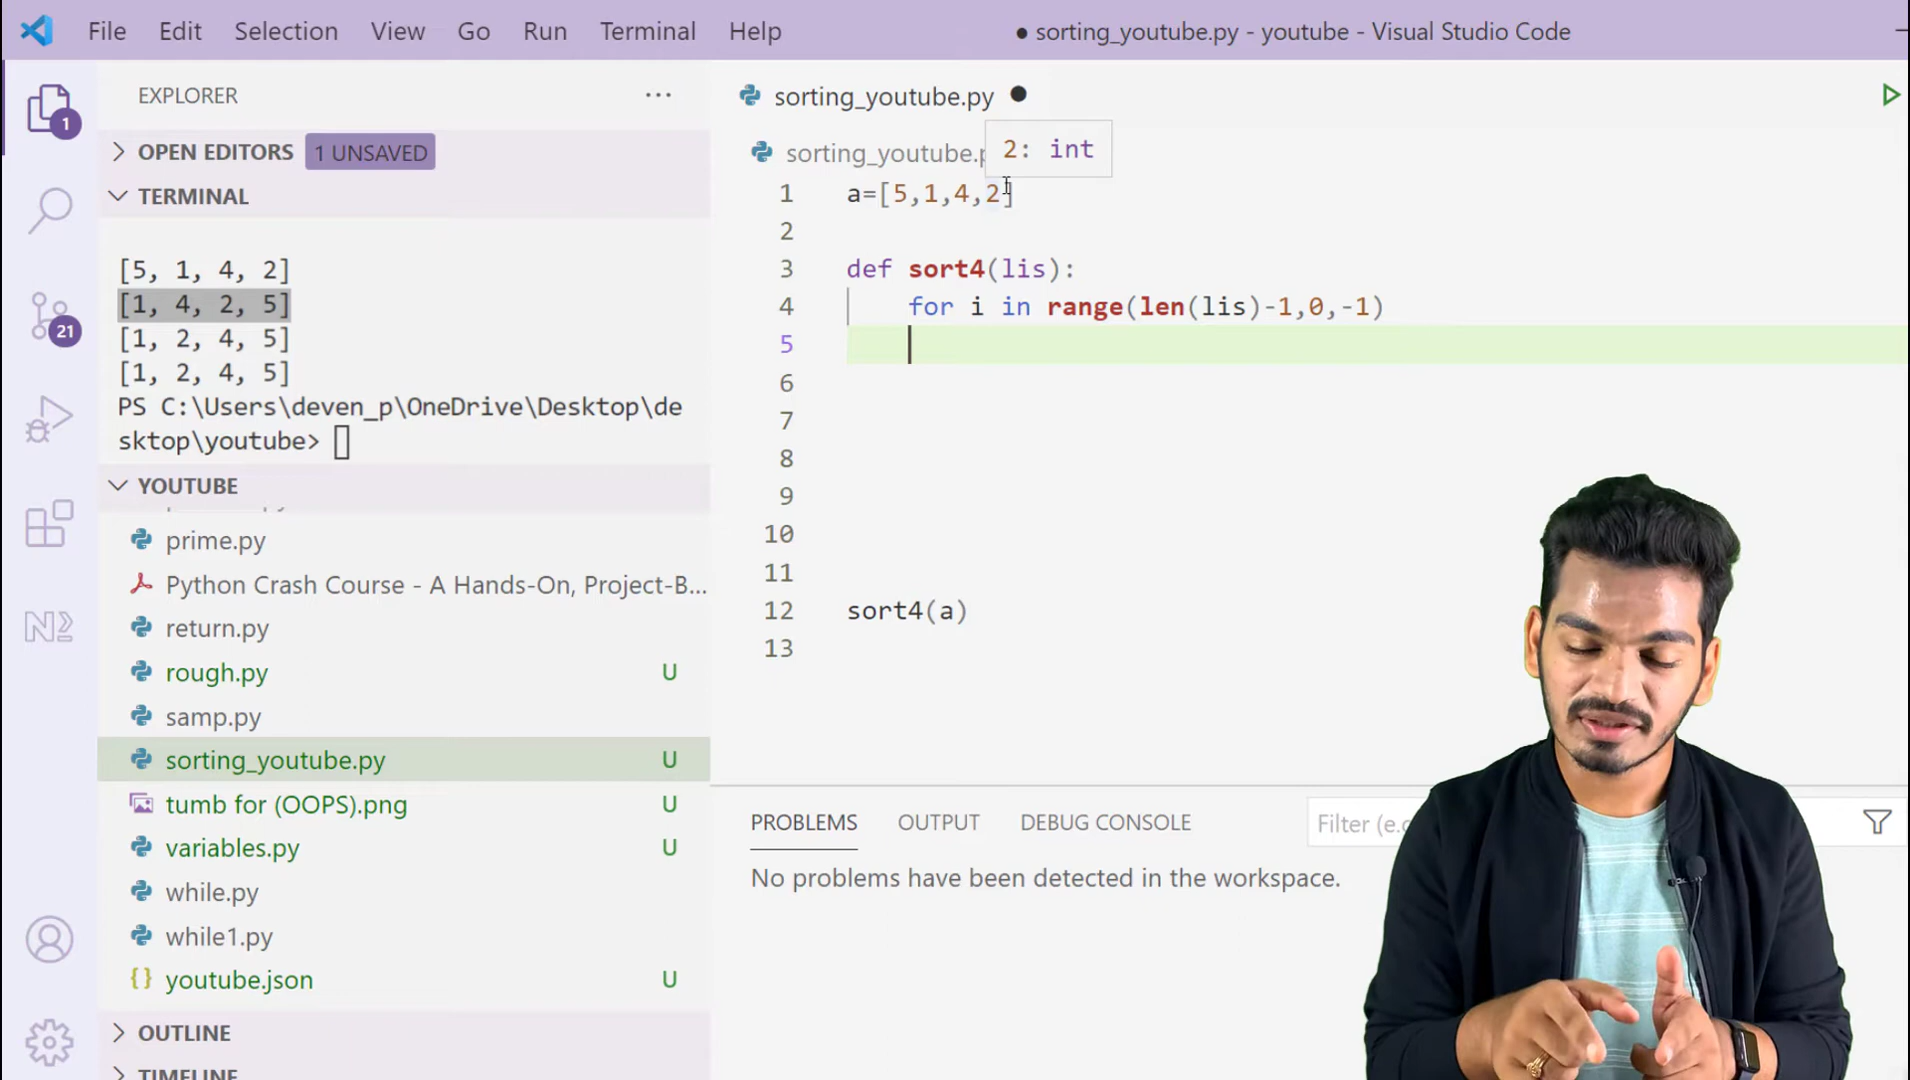 File Edit Selection View Go Run Terminal Help ● sorting_youtube.py - youtube - Visual Studio Code
EXPLORER ···
1
OPEN EDITORS 1 UNSAVED
TERMINAL
[5, 1, 4, 2]
[1, 4, 2, 5]
[1, 2, 4, 5]
[1, 2, 4, 5]
PS C:\Users\deven_p\OneDrive\Desktop\de
sktop\youtube>
21
YOUTUBE
prime.py
Python Crash Course - A Hands-On, Project-B...
return.py
rough.py U
samp.py
sorting_youtube.py U
tumb for (OOPS).png U
variables.py U
while.py
while1.py
{} youtube.json U
OUTLINE
TIMELINE
sorting_youtube.py ●
sorting_youtube.p
2: int
1 a=[5,1,4,2]
2
3 def sort4(lis):
4 for i in range(len(lis)-1,0,-1)
5
6
7
8
9
10
11
12 sort4(a)
13
PROBLEMS OUTPUT DEBUG CONSOLE Filter (e.g
No problems have been detected in the workspace.